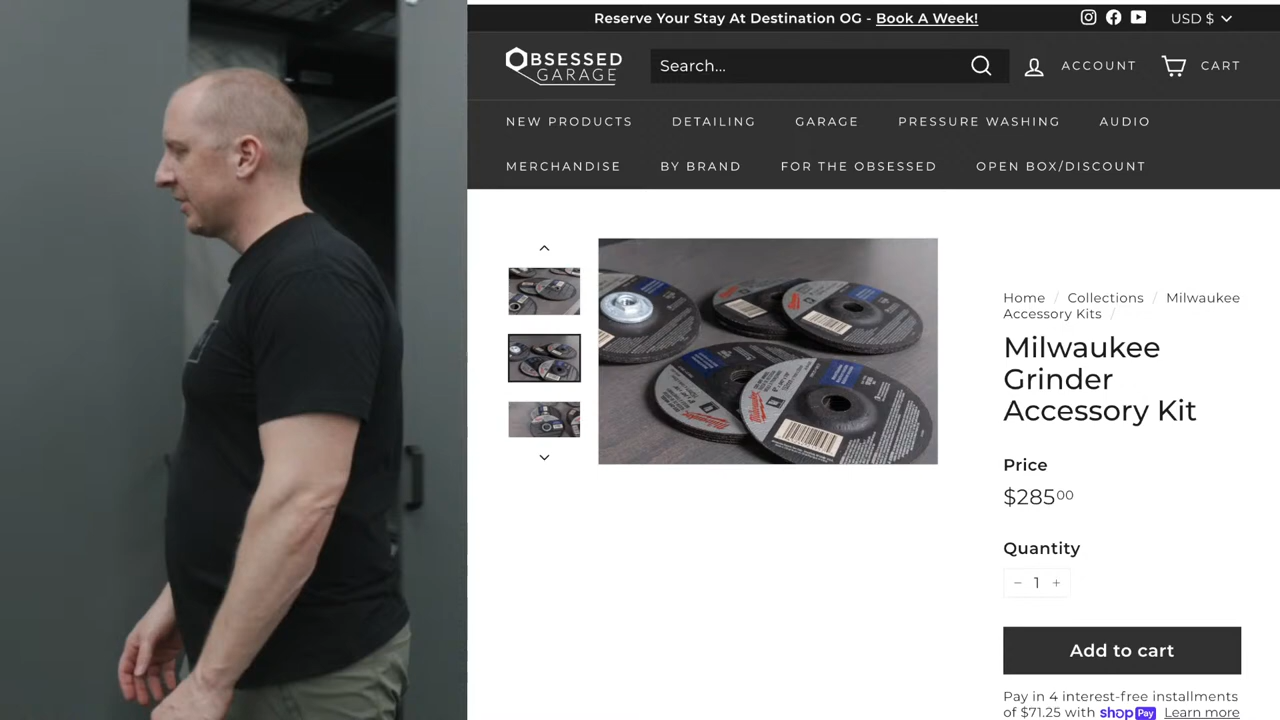 Reserve Your Stay At Destination OG - Book A Week!
USD $
OBSESSED
GARAGE
Search...
ACCOUNT
CART
NEW PRODUCTS
DETAILING
GARAGE
PRESSURE WASHING
AUDIO
MERCHANDISE
BY BRAND
FOR THE OBSESSED
OPEN BOX/DISCOUNT
Home / Collections / Milwaukee
Accessory Kits /
Milwaukee
Grinder
Accessory Kit
Price
$28500
Quantity
− 1 +
Add to cart
Pay in 4 interest-free installments
of $71.25 with shop Pay Learn more
Milwaukee
Milwaukee